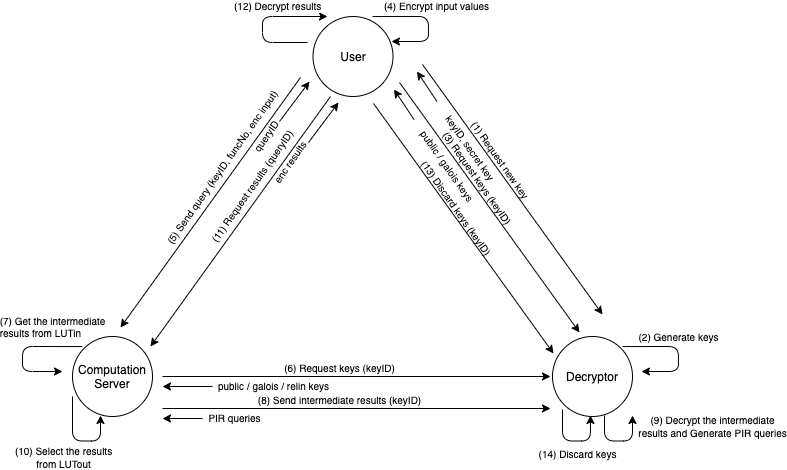 (12) Decrypt results
(4) Encrypt input values
User
(5) Send query (keyID, funcNo, enc input)
queryID
(11) Request results (queryID)
enc results
(1) Request new key
keyID, secret key
(3) Request keys (keyID)
public / galois keys
(13) Discard keys (keyID)
(7) Get the intermediate
results from LUTin
Computation
Server
(6) Request keys (keyID)
public / galois / relin keys
(8) Send intermediate results (keyID)
PIR queries
(2) Generate keys
Decryptor
(9) Decrypt the intermediate
results and Generate PIR queries
(10) Select the results
from LUTout
(14) Discard keys